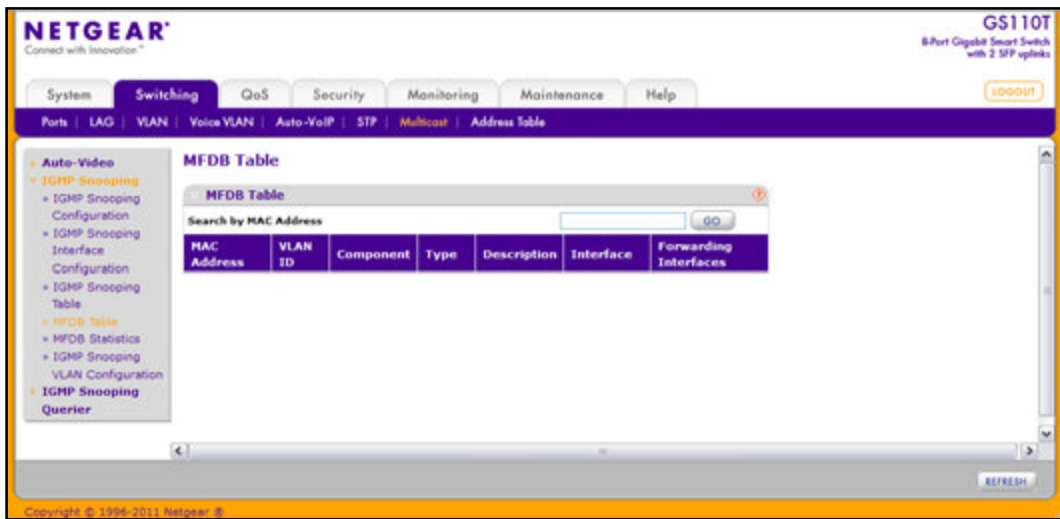 NETGEAR®
Connect with Innovation™
GS110T
8-Port Gigabit Smart Switch
with 2 SFP uplinks
System
Switching
QoS
Security
Monitoring
Maintenance
Help
LOGOUT
Ports | LAG | VLAN | Voice VLAN | Auto-VoIP | STP | Multicast | Address Table
Auto-Video
IGMP Snooping
» IGMP Snooping
Configuration
» IGMP Snooping
Interface
Configuration
» IGMP Snooping
Table
» MFDB Table
» MFDB Statistics
» IGMP Snooping
VLAN Configuration
IGMP Snooping
Querier
MFDB Table
MFDB Table
?
Search by MAC Address
GO
MAC
Address
VLAN
ID
Component
Type
Description
Interface
Forwarding
Interfaces
REFRESH
Copyright © 1996-2011 Netgear ®